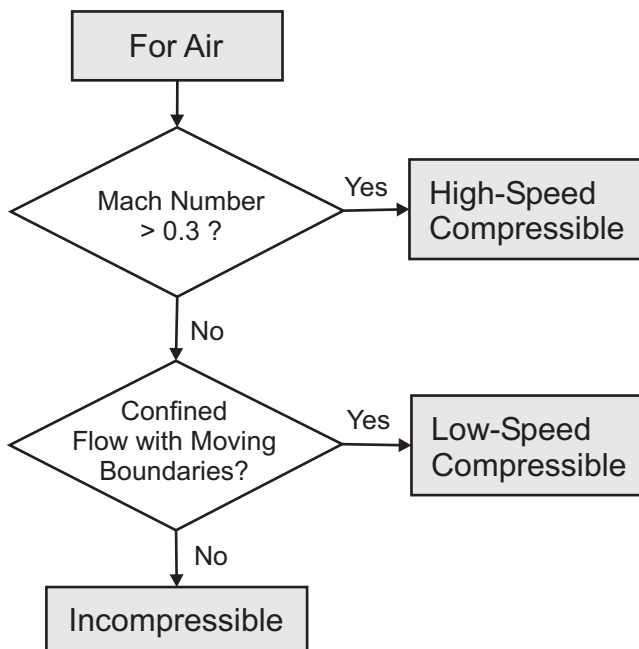 For Air
Mach Number
> 0.3 ?
Yes
High-Speed
Compressible
No
Confined
Flow with Moving
Boundaries?
Yes
Low-Speed
Compressible
No
Incompressible